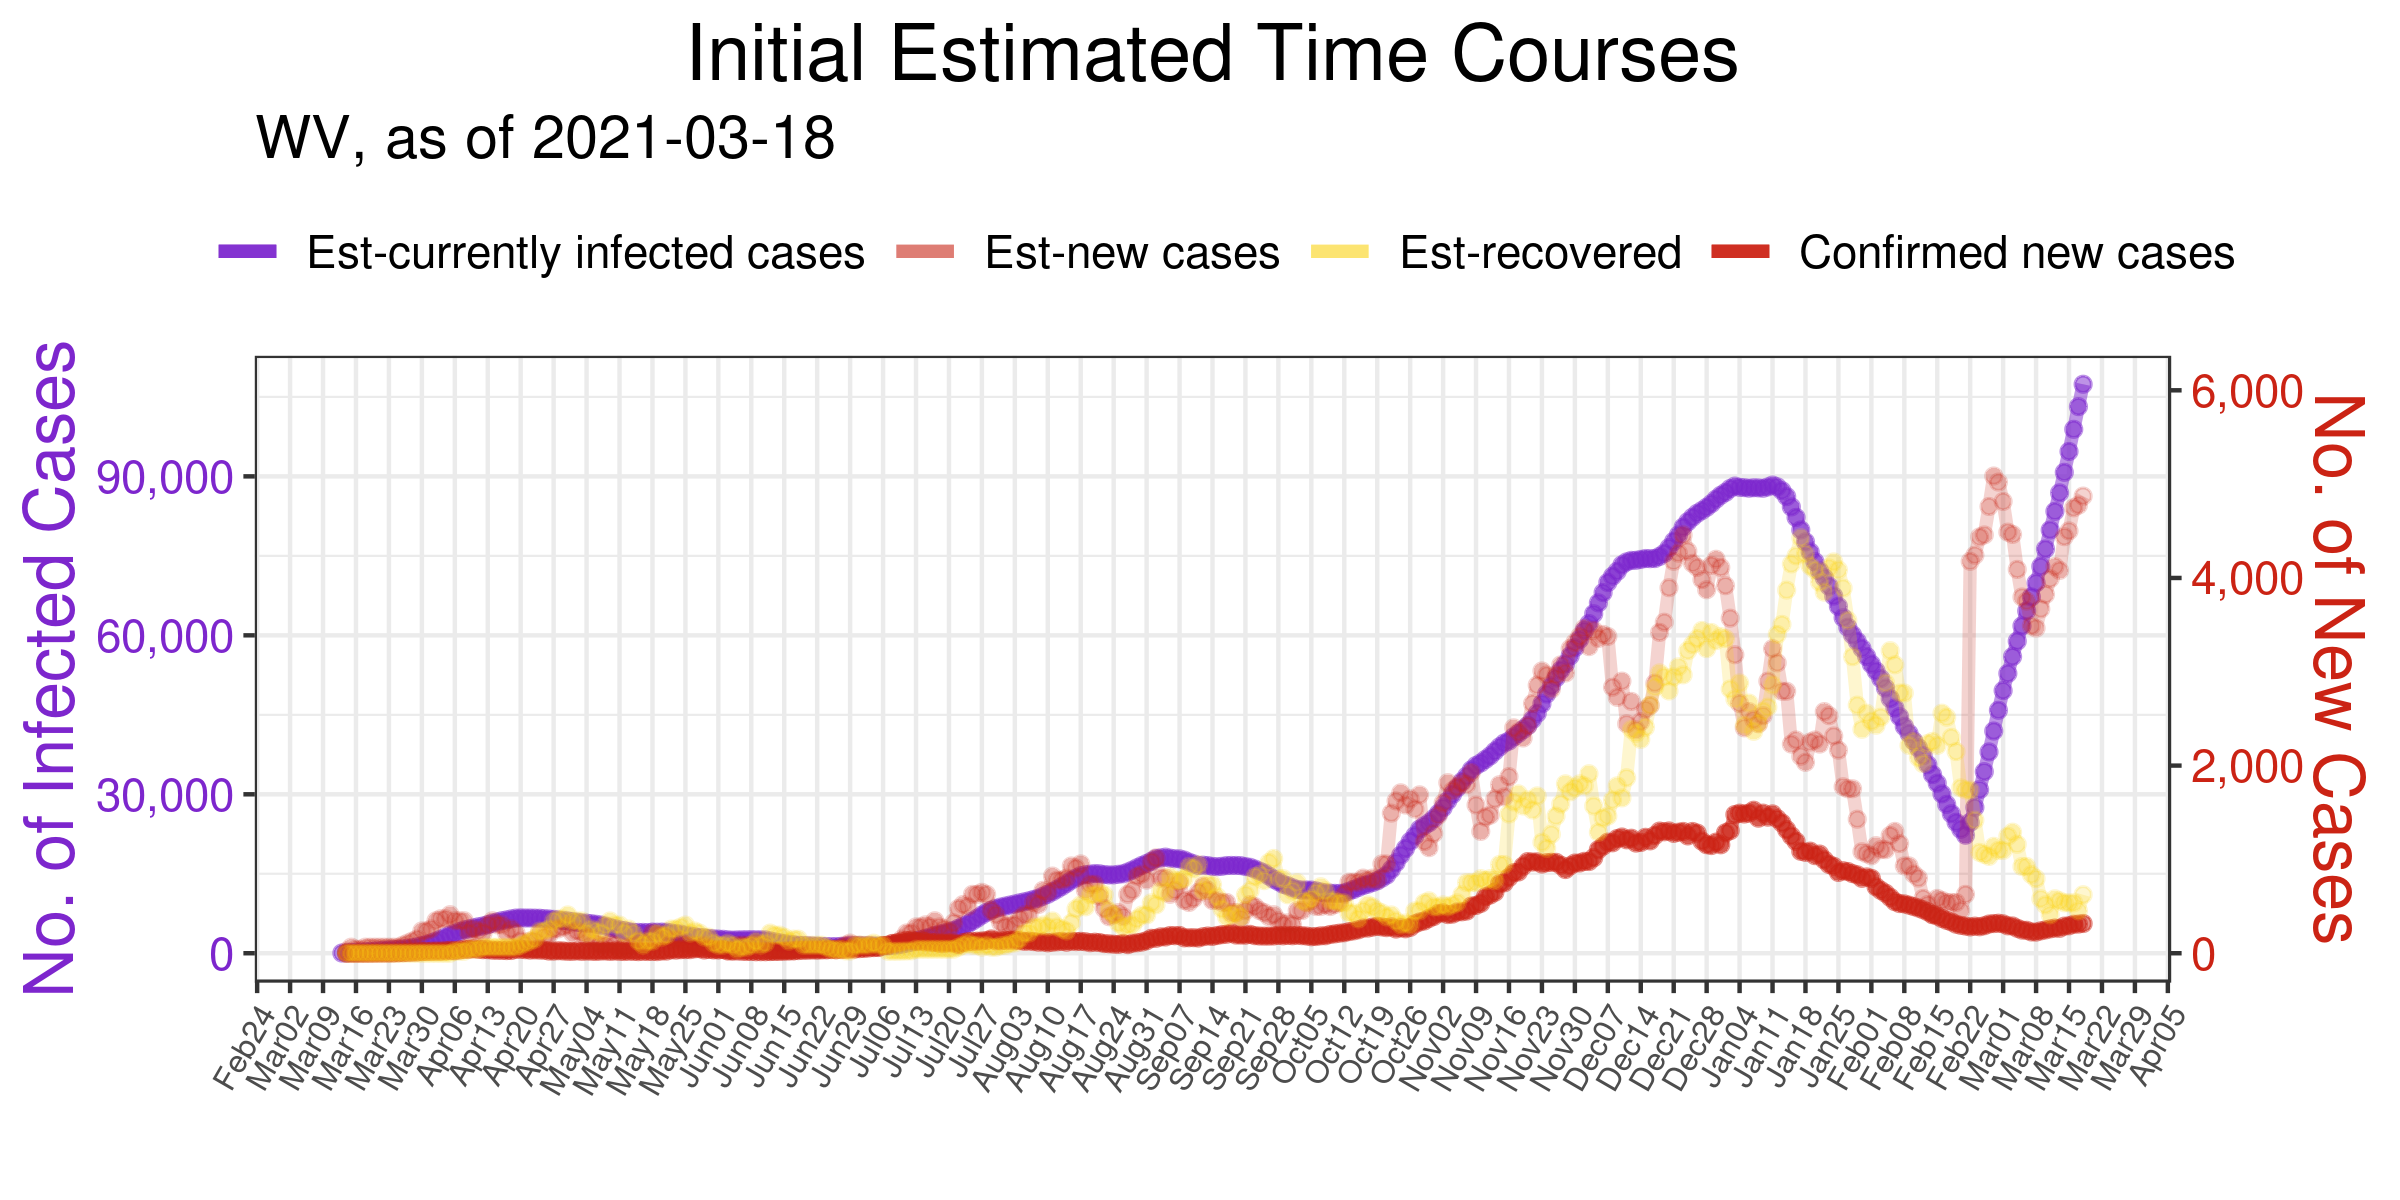 Initial Estimated Time Courses
WV, as of 2021-03-18
Est-currently infected cases
Est-new cases
Est-recovered
Confirmed new cases
No. of Infected Cases
90,000
60,000
30,000
0
6,000
4,000
2,000
0
No. of New Cases
Feb24
Mar02
Mar09
Mar16
Mar23
Mar30
Apr06
Apr13
Apr20
Apr27
May04
May11
May18
May25
Jun01
Jun08
Jun15
Jun22
Jun29
Jul06
Jul13
Jul20
Jul27
Aug03
Aug10
Aug17
Aug24
Aug31
Sep07
Sep14
Sep21
Sep28
Oct05
Oct12
Oct19
Oct26
Nov02
Nov09
Nov16
Nov23
Nov30
Dec07
Dec14
Dec21
Dec28
Jan04
Jan11
Jan18
Jan25
Feb01
Feb08
Feb15
Feb22
Mar01
Mar08
Mar15
Mar22
Mar29
Apr05